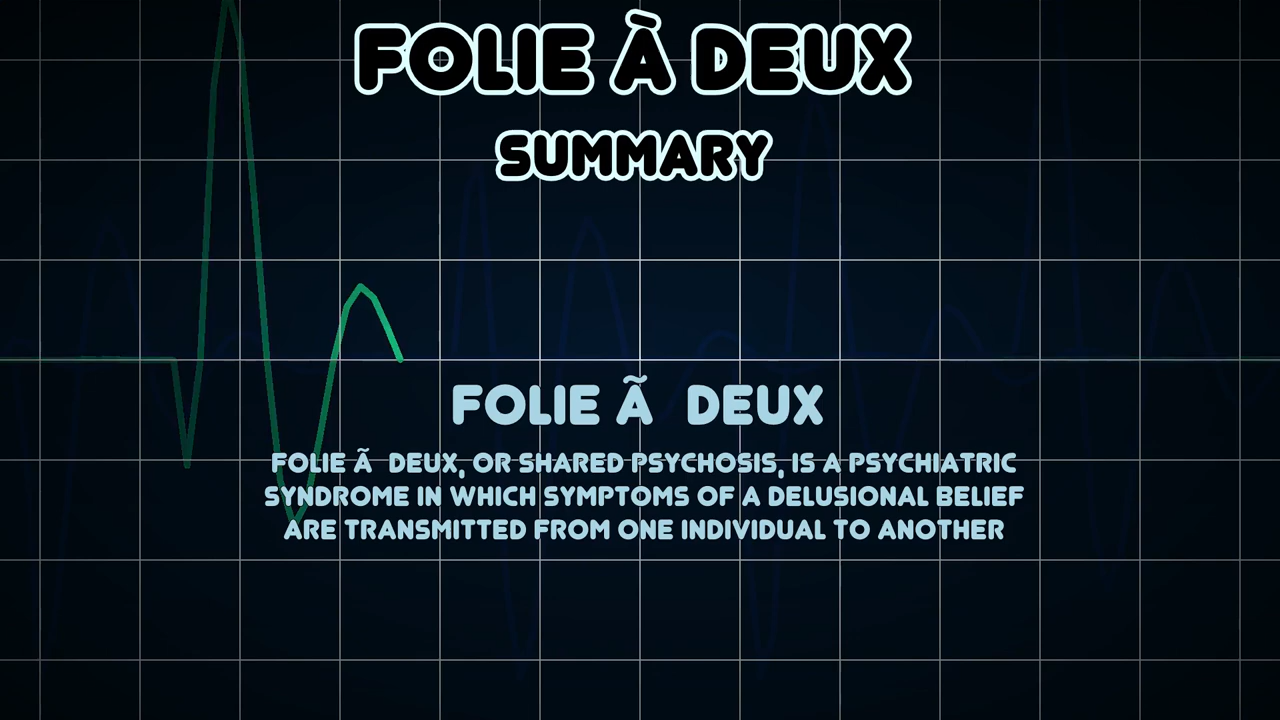 FOLIE À DEUX
SUMMARY
FOLIE Ã  DEUX
FOLIE Ã  DEUX, OR SHARED PSYCHOSIS, IS A PSYCHIATRIC
SYNDROME IN WHICH SYMPTOMS OF A DELUSIONAL BELIEF
ARE TRANSMITTED FROM ONE INDIVIDUAL TO ANOTHER